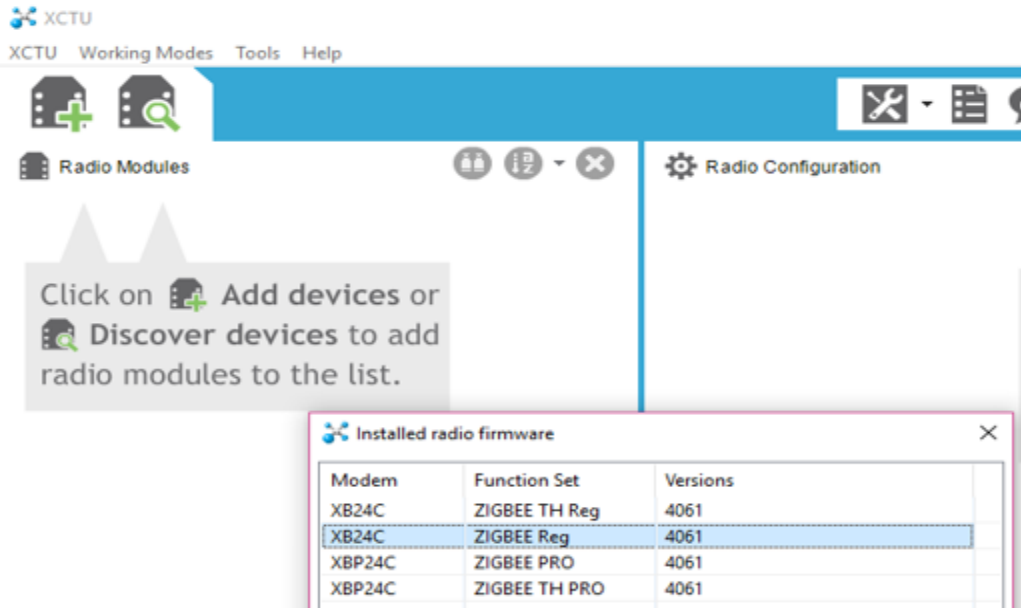 XCTU
XCTU Working Modes Tools Help
Radio Modules
Radio Configuration
Click on Add devices or
Discover devices to add
radio modules to the list.
Installed radio firmware
Modem Function Set Versions
XB24C ZIGBEE TH Reg 4061
XB24C ZIGBEE Reg 4061
XBP24C ZIGBEE PRO 4061
XBP24C ZIGBEE TH PRO 4061